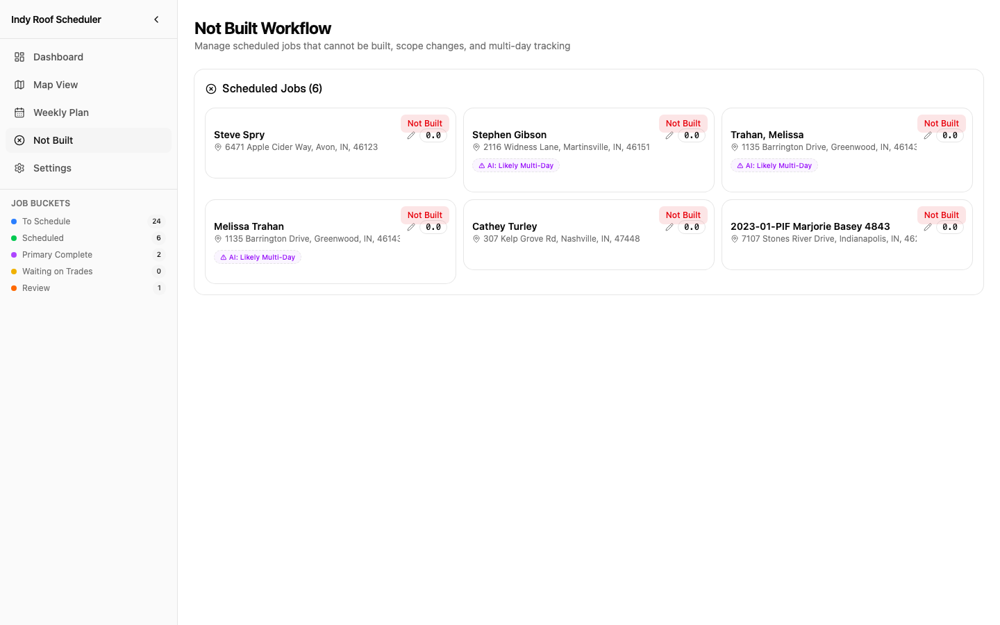 Indy Roof Scheduler
Dashboard
Map View
Weekly Plan
Not Built
Settings
JOB BUCKETS
To Schedule 24
Scheduled 6
Primary Complete 2
Waiting on Trades 0
Review 1
Not Built Workflow
Manage scheduled jobs that cannot be built, scope changes, and multi-day tracking
Scheduled Jobs (6)
Not Built
Steve Spry 0.0
6471 Apple Cider Way, Avon, IN, 46123
Not Built
Stephen Gibson 0.0
2116 Widness Lane, Martinsville, IN, 46151
AI: Likely Multi-Day
Not Built
Trahan, Melissa 0.0
1135 Barrington Drive, Greenwood, IN, 46143
AI: Likely Multi-Day
Not Built
Melissa Trahan 0.0
1135 Barrington Drive, Greenwood, IN, 46143
AI: Likely Multi-Day
Not Built
Cathey Turley 0.0
307 Kelp Grove Rd, Nashville, IN, 47448
Not Built
2023-01-PIF Marjorie Basey 4843 0.0
7107 Stones River Drive, Indianapolis, IN, 462